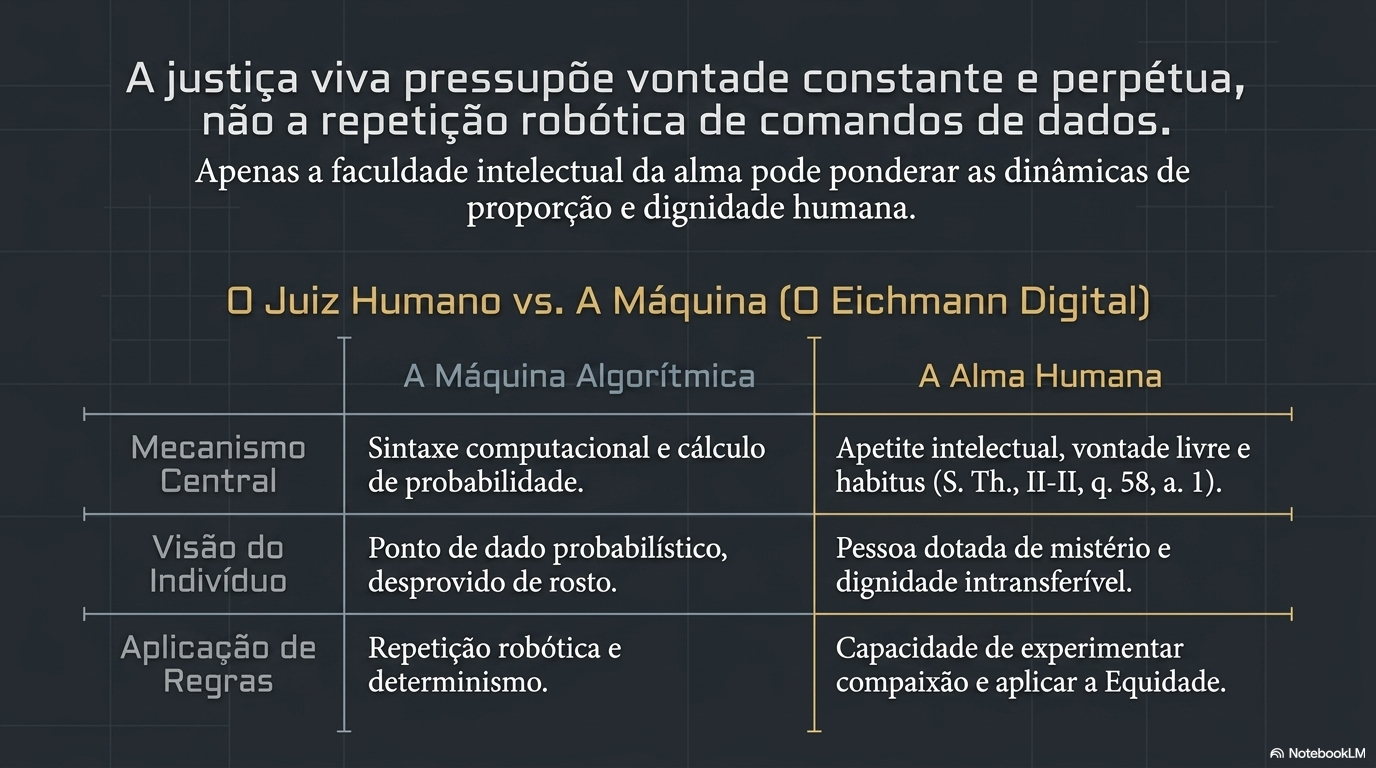 A justiça viva pressupõe vontade constante e perpétua,
não a repetição robótica de comandos de dados.
Apenas a faculdade intelectual da alma pode ponderar as dinâmicas de
proporção e dignidade humana.
O Juiz Humano vs. A Máquina (O Eichmann Digital)
A Máquina Algorítmica
A Alma Humana
Mecanismo
Central
Sintaxe computacional e cálculo
de probabilidade.
Apetite intelectual, vontade livre e
habitus (S. Th., II-II, q. 58, a. 1).
Visão do
Indivíduo
Ponto de dado probabilístico,
desprovido de rosto.
Pessoa dotada de mistério e
dignidade intransferível.
Aplicação de
Regras
Repetição robótica e
determinismo.
Capacidade de experimentar
compaixão e aplicar a Equidade.
NotebookLM